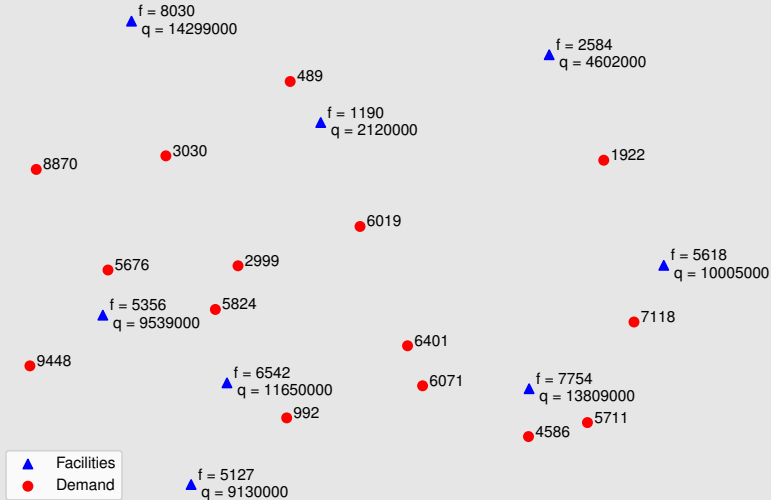 f = 8030
q = 14299000
f = 2584
q = 4602000
489
f = 1190
q = 2120000
3030
8870
1922
6019
5676
2999
f = 5618
q = 10005000
f = 5356
q = 9539000
5824
7118
6401
9448
f = 6542
q = 11650000
6071
f = 7754
q = 13809000
992
5711
4586
Facilities
Demand
f = 5127
q = 9130000